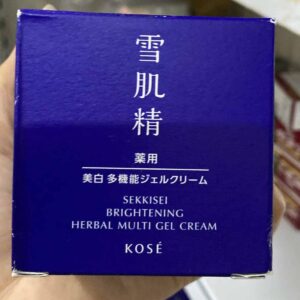 雪肌精
薬用
美白 多機能ジェルクリーム
SEKKISEI
BRIGHTENING
HERBAL MULTI GEL CREAM
KOSÉ